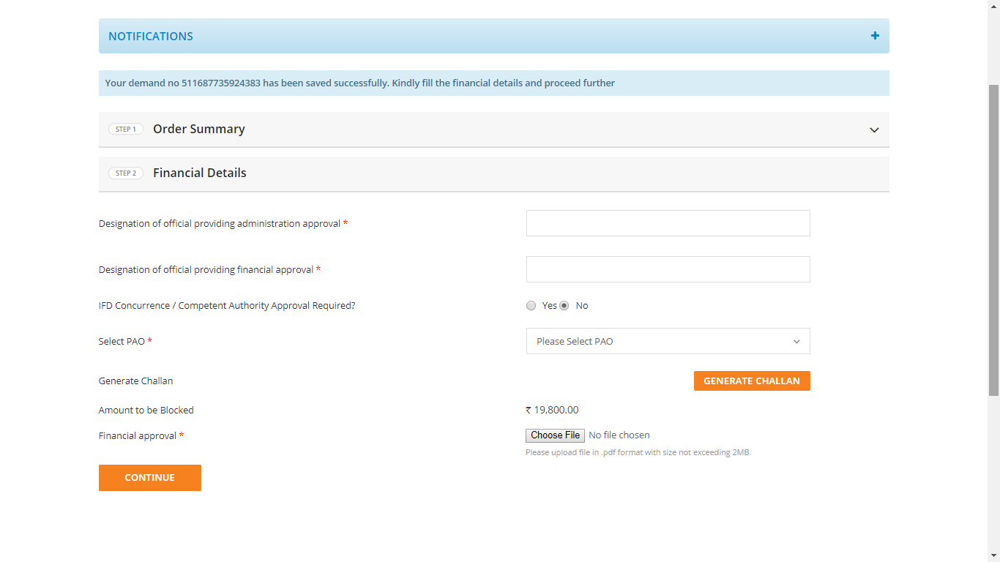 NOTIFICATIONS
Your demand no 511687735924383 has been saved successfully. Kindly fill the financial details and proceed further
STEP 1 Order Summary
STEP 2 Financial Details
Designation of official providing administration approval *
Designation of official providing financial approval *
IFD Concurrence / Competent Authority Approval Required? Yes No
Select PAO * Please Select PAO
Generate Challan GENERATE CHALLAN
Amount to be Blocked ₹ 19,800.00
Financial approval * Choose File No file chosen
Please upload file in .pdf format with size not exceeding 2MB.
CONTINUE